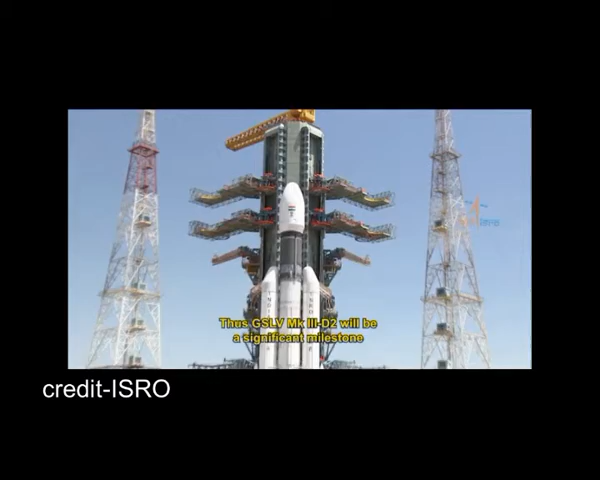 Thus GSLV Mk III-D2 will be
a significant milestone
credit-ISRO